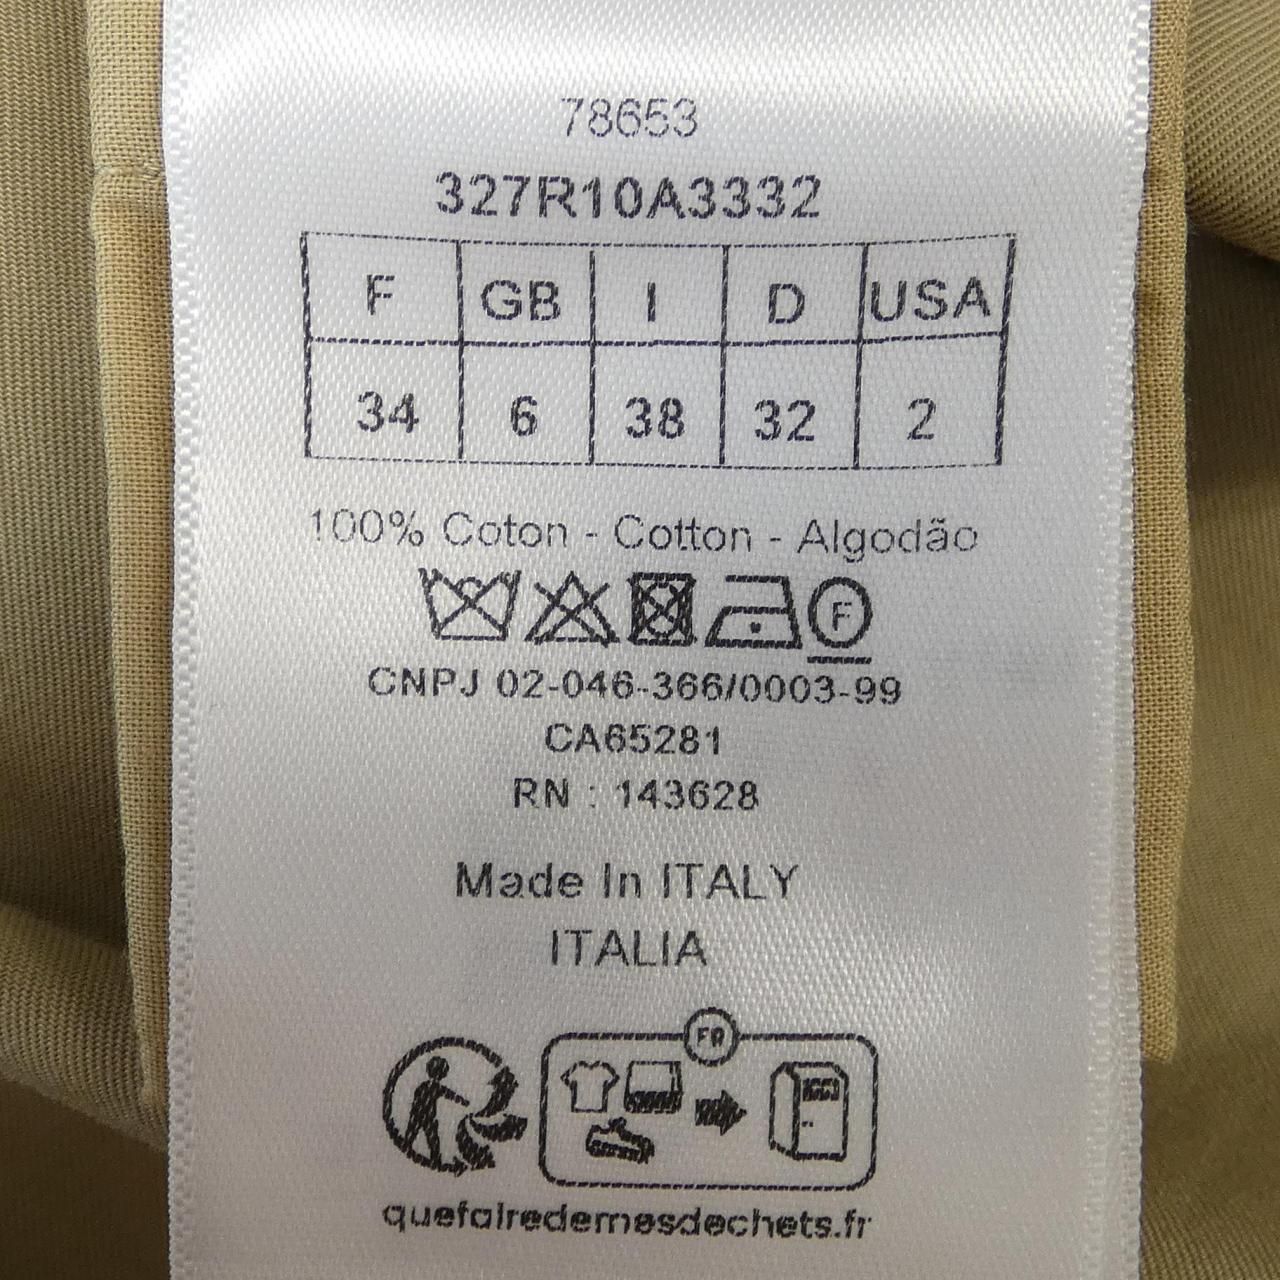 78653
327R10A3332
F GB I D USA
34 6 38 32 2
100% Coton - Cotton - Algodão
F
CNPJ 02-046-366/0003-99
CA65281
RN : 143628
Made In ITALY
ITALIA
FR
quefairedemesdechets.fr